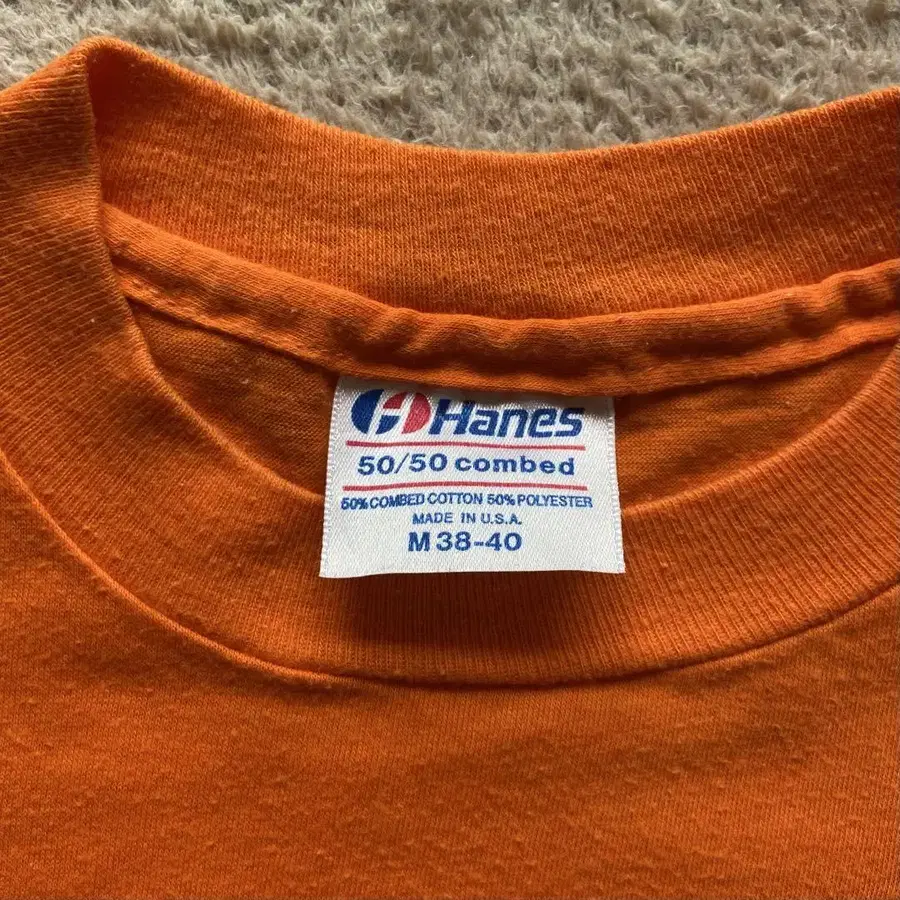 Hanes
50/50 combed
50% COMBED COTTON 50% POLYESTER
MADE IN U.S.A.
M 38-40